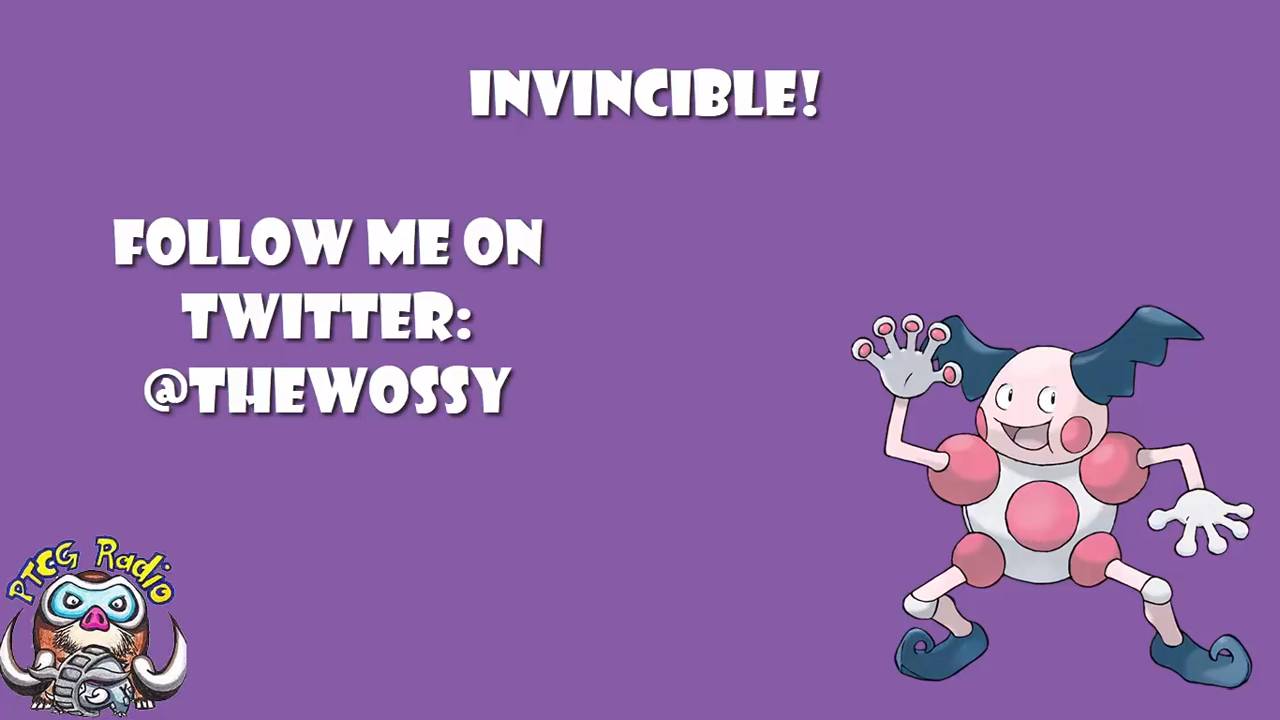 INVINCIBLE!
FOLLOW ME ON
TWITTER:
@THEWOSSY
PTCG Radio